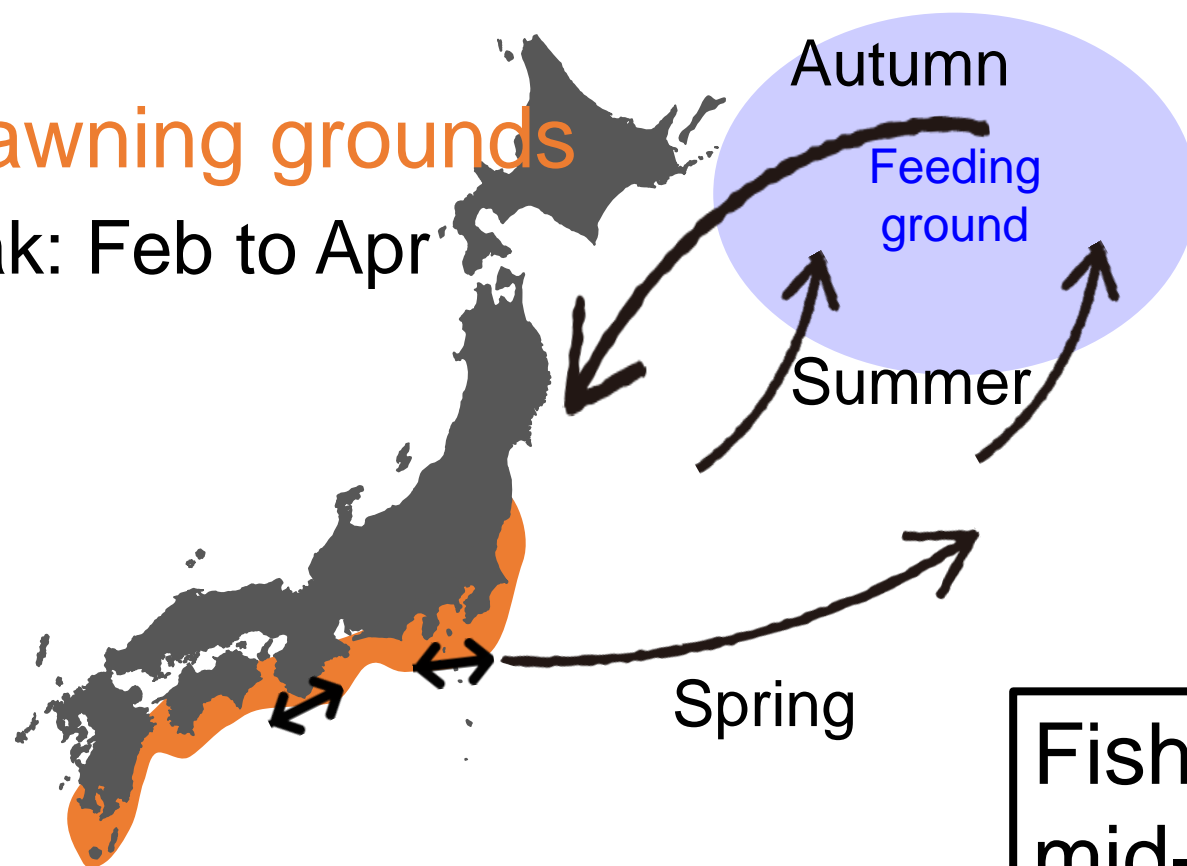 Autumn
awning grounds
Feeding
ground
ak: Feb to Apr
Summer
Spring
Fish
mid-